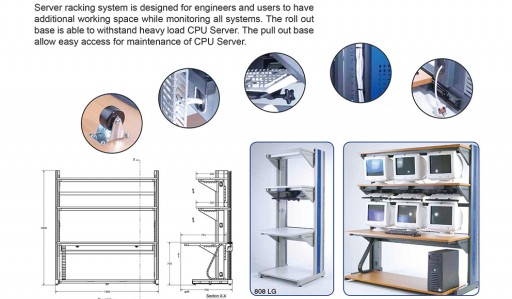 Server racking system is designed for engineers and users to have
additional working space while monitoring all systems. The roll out
base is able to withstand heavy load CPU Server. The pull out base
allow easy access for maintenance of CPU Server.
808 LG
Section X-X